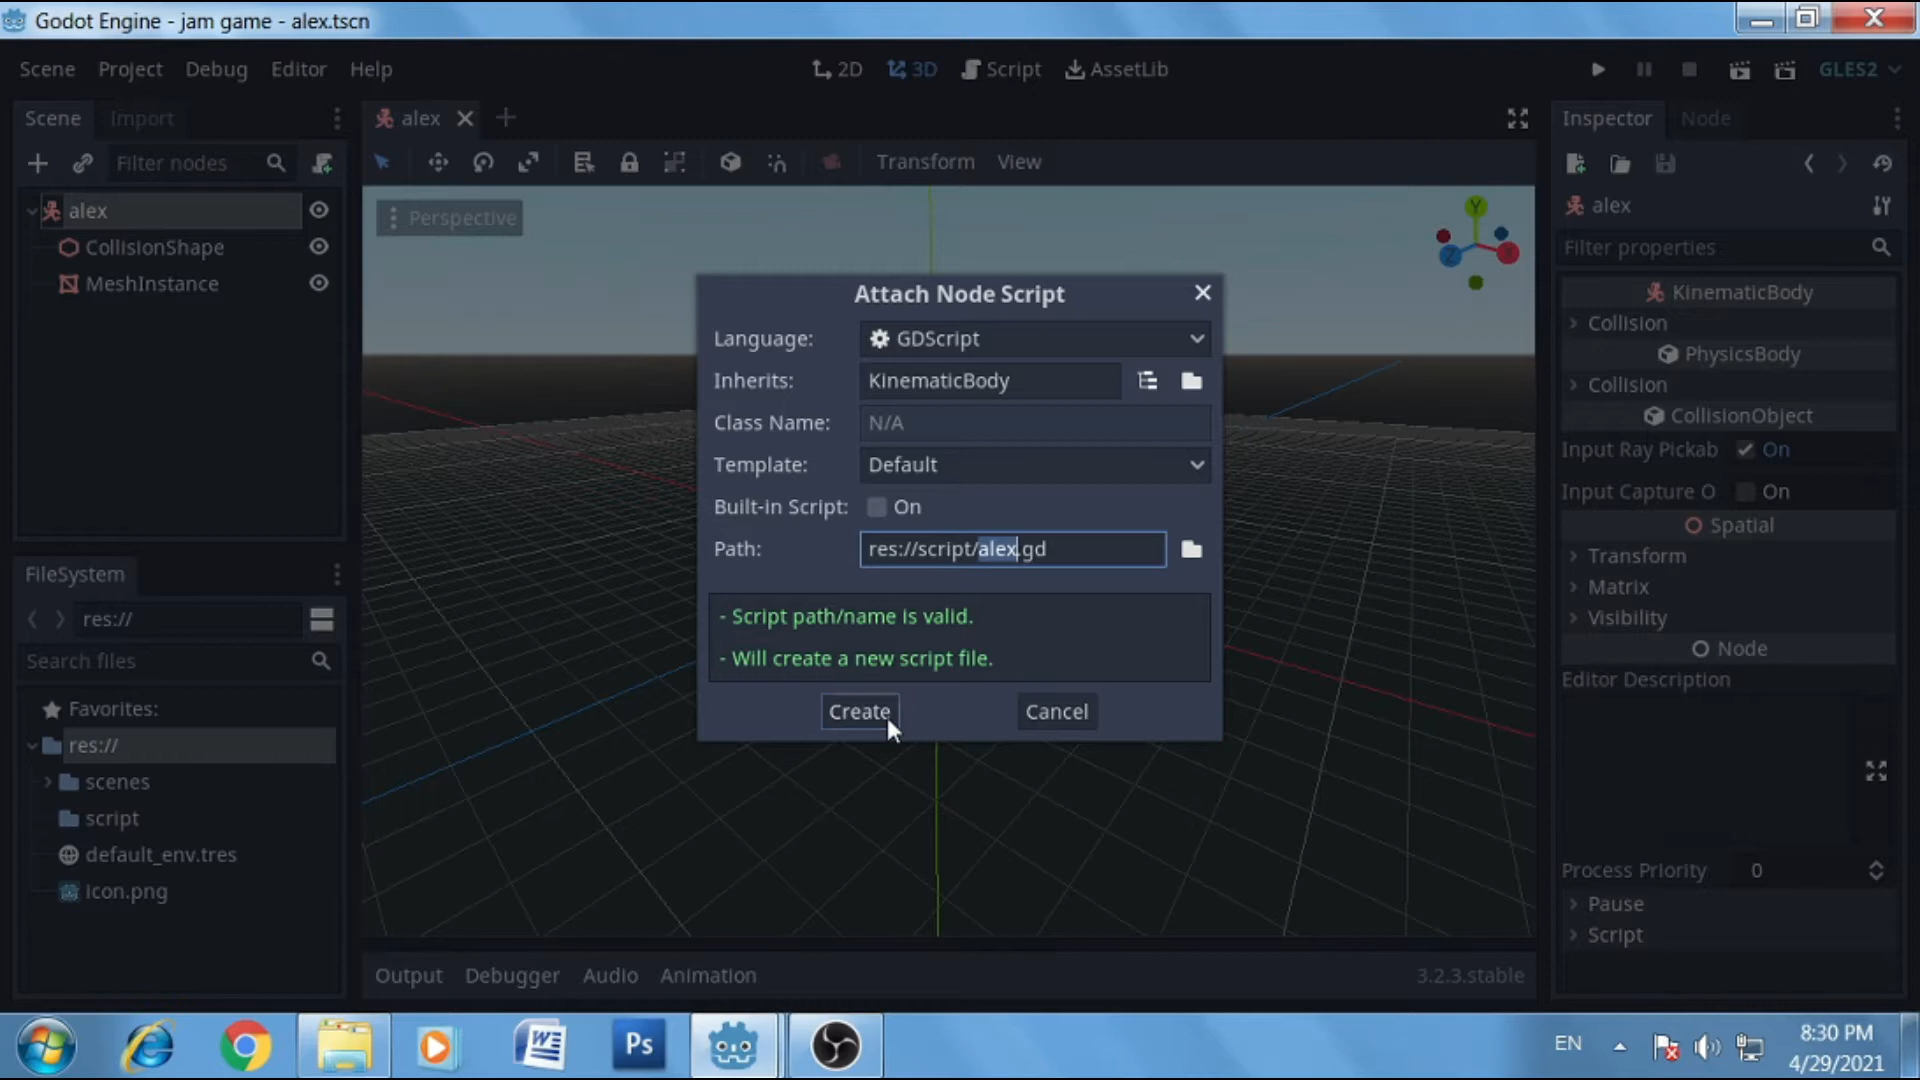 Godot Engine - jam game - alex.tscn
Scene Project Debug Editor Help
2D 3D Script AssetLib
GLES2
Scene Import
alex
Inspector Node
Filter nodes
Transform View
alex
CollisionShape
MeshInstance
Perspective
Y
X
Z
alex
Filter properties
KinematicBody
Collision
PhysicsBody
Collision
CollisionObject
Input Ray Pickab On
Input Capture O On
Spatial
Transform
Matrix
Visibility
Node
Editor Description
Process Priority 0
Pause
Script
Attach Node Script
Language: GDScript
Inherits: KinematicBody
Class Name: N/A
Template: Default
Built-in Script: On
Path: res://script/alex.gd
- Script path/name is valid.
- Will create a new script file.
Create Cancel
FileSystem
res://
Search files
Favorites:
res://
scenes
script
default_env.tres
icon.png
Output Debugger Audio Animation
3.2.3.stable
W
Ps
EN
8:30 PM
4/29/2021